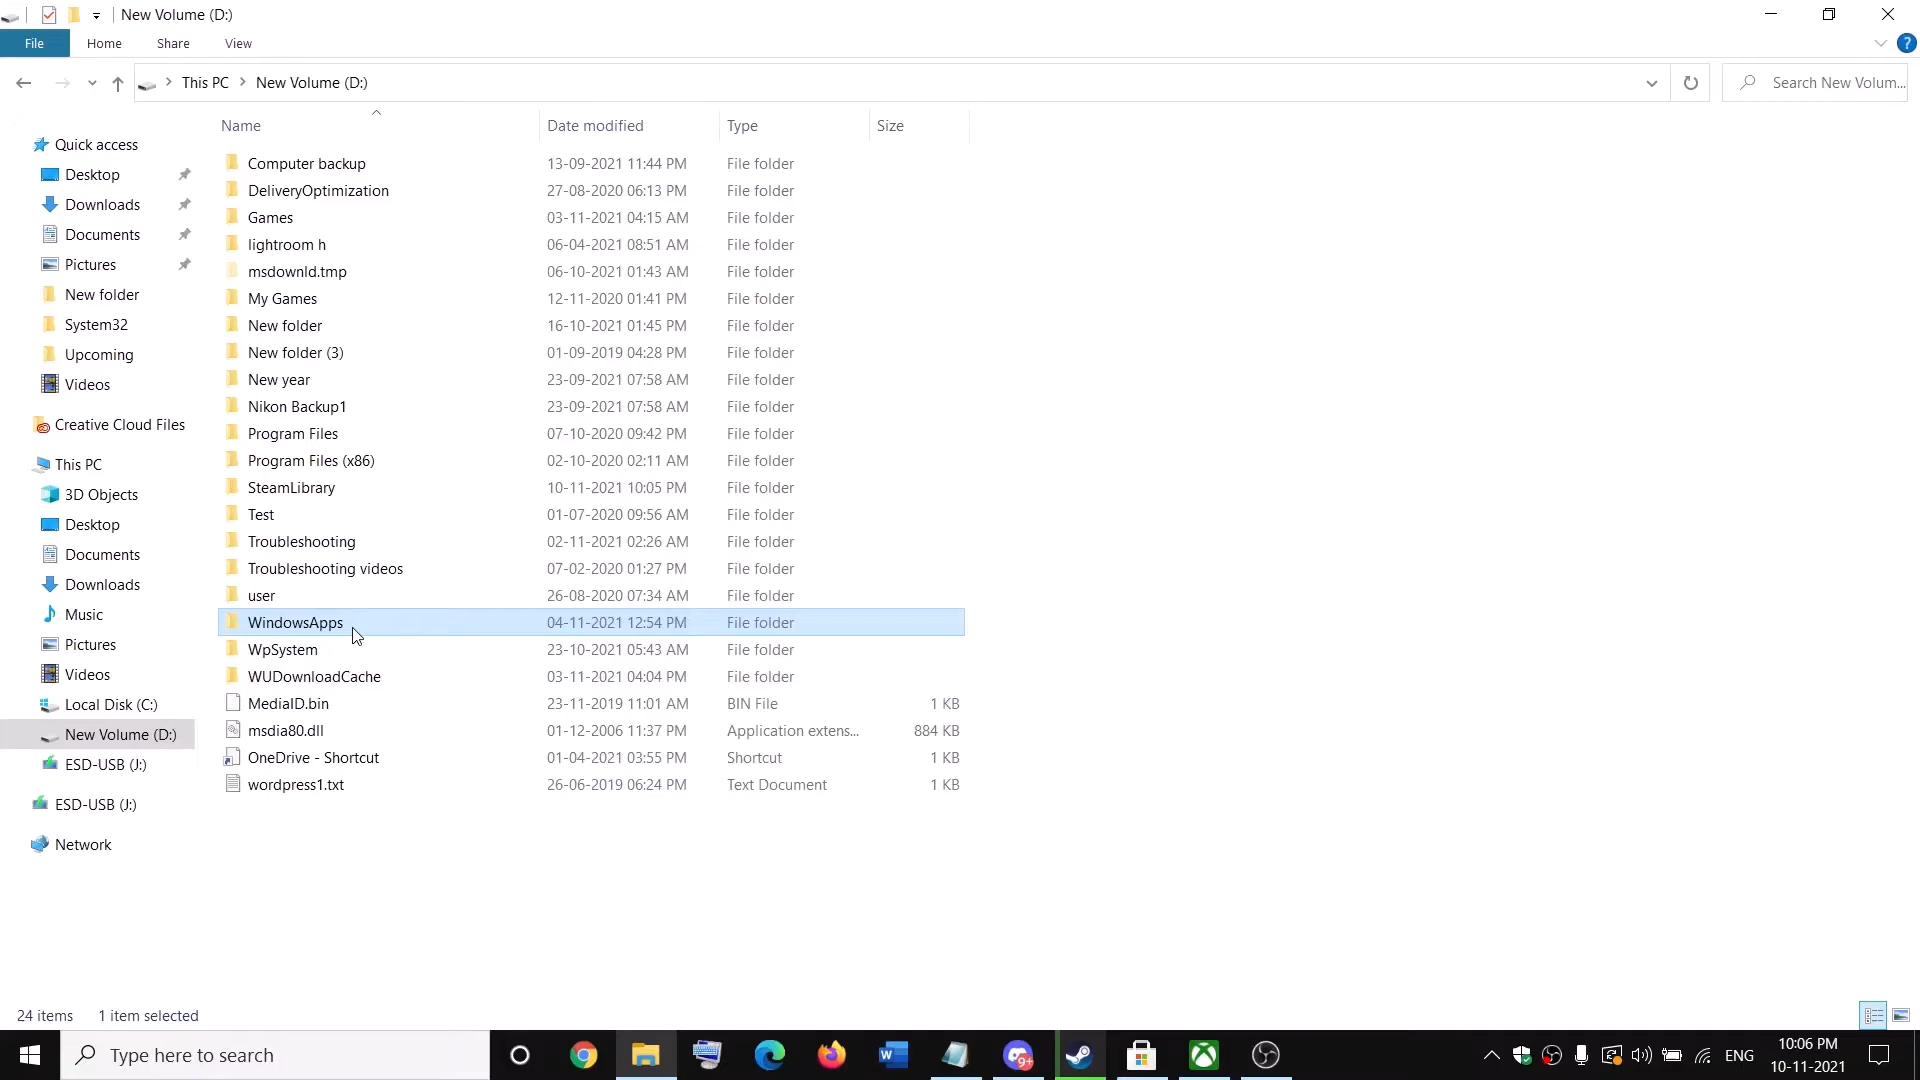 New Volume (D:)
File Home Share View
This PC New Volume (D:) Search New Volum...
Name Date modified Type Size
Quick access
Desktop
Downloads
Documents
Pictures
New folder
System32
Upcoming
Videos
Creative Cloud Files
This PC
3D Objects
Desktop
Documents
Downloads
Music
Pictures
Videos
Local Disk (C:)
New Volume (D:)
ESD-USB (J:)
ESD-USB (J:)
Network
Computer backup 13-09-2021 11:44 PM File folder
DeliveryOptimization 27-08-2020 06:13 PM File folder
Games 03-11-2021 04:15 AM File folder
lightroom h 06-04-2021 08:51 AM File folder
msdownld.tmp 06-10-2021 01:43 AM File folder
My Games 12-11-2020 01:41 PM File folder
New folder 16-10-2021 01:45 PM File folder
New folder (3) 01-09-2019 04:28 PM File folder
New year 23-09-2021 07:58 AM File folder
Nikon Backup1 23-09-2021 07:58 AM File folder
Program Files 07-10-2020 09:42 PM File folder
Program Files (x86) 02-10-2020 02:11 AM File folder
SteamLibrary 10-11-2021 10:05 PM File folder
Test 01-07-2020 09:56 AM File folder
Troubleshooting 02-11-2021 02:26 AM File folder
Troubleshooting videos 07-02-2020 01:27 PM File folder
user 26-08-2020 07:34 AM File folder
WindowsApps 04-11-2021 12:54 PM File folder
WpSystem 23-10-2021 05:43 AM File folder
WUDownloadCache 03-11-2021 04:04 PM File folder
MediaID.bin 23-11-2019 11:01 AM BIN File 1 KB
msdia80.dll 01-12-2006 11:37 PM Application extens... 884 KB
OneDrive - Shortcut 01-04-2021 03:55 PM Shortcut 1 KB
wordpress1.txt 26-06-2019 06:24 PM Text Document 1 KB
24 items 1 item selected
Type here to search
ENG
10:06 PM
10-11-2021